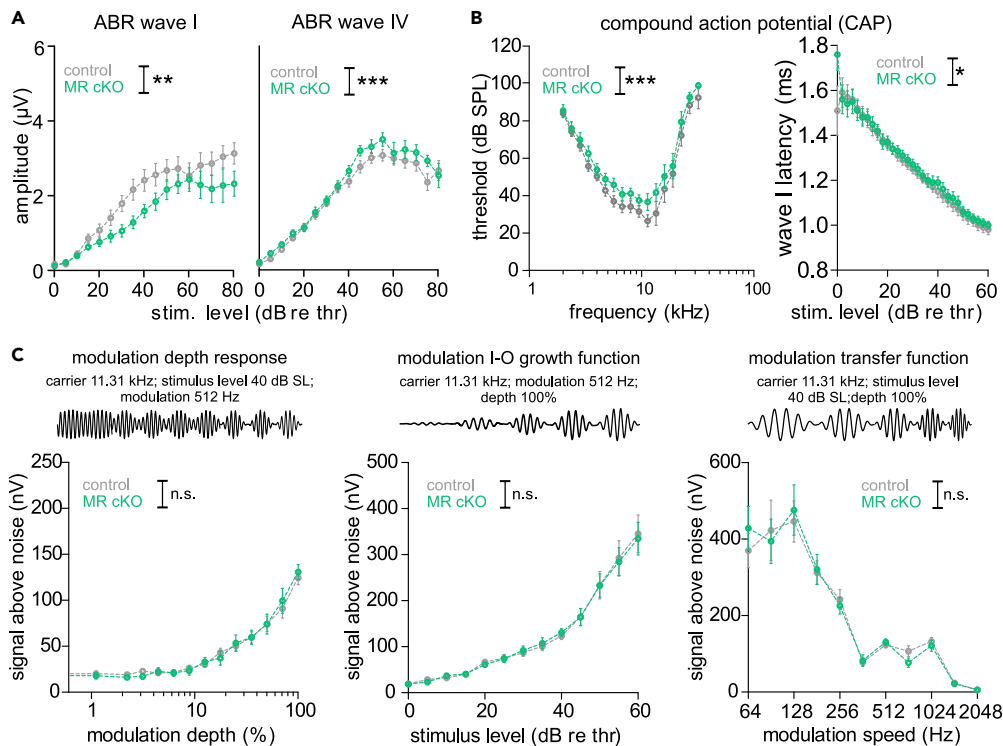 A
ABR wave I
ABR wave IV
amplitude (µV)
6
4
2
0
control
MR cKO
**
control
MR cKO
***
0
20
40
60
80
0
20
40
60
80
stim. level (dB re thr)
B
compound action potential (CAP)
threshold (dB SPL)
120
100
80
60
40
20
0
control
MR cKO
***
1
10
100
frequency (kHz)
wave I latency (ms)
1.8
1.6
1.4
1.2
1.0
0.8
control
MR cKO
*
0
20
40
60
stim. level (dB re thr)
C
modulation depth response
carrier 11.31 kHz; stimulus level 40 dB SL;
modulation 512 Hz
signal above noise (nV)
250
200
150
100
50
0
control
MR cKO
n.s.
1
10
100
modulation depth (%)
modulation I-O growth function
carrier 11.31 kHz; modulation 512 Hz;
depth 100%
signal above noise (nV)
500
400
300
200
100
0
control
MR cKO
n.s.
0
20
40
60
stimulus level (dB re thr)
modulation transfer function
carrier 11.31 kHz; stimulus level
40 dB SL;depth 100%
signal above noise (nV)
600
400
200
0
control
MR cKO
n.s.
64
128
256
512
1024
2048
modulation speed (Hz)